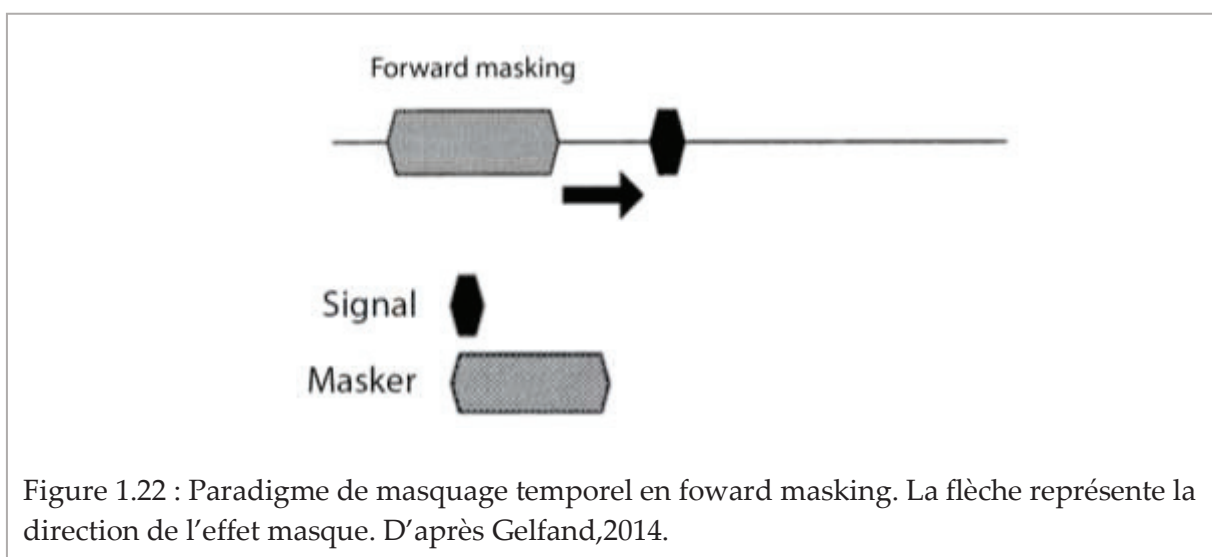 Forward masking
Signal
Masker
Figure 1.22 : Paradigme de masquage temporel en foward masking. La flèche représente la
direction de l'effet masque. D'après Gelfand,2014.